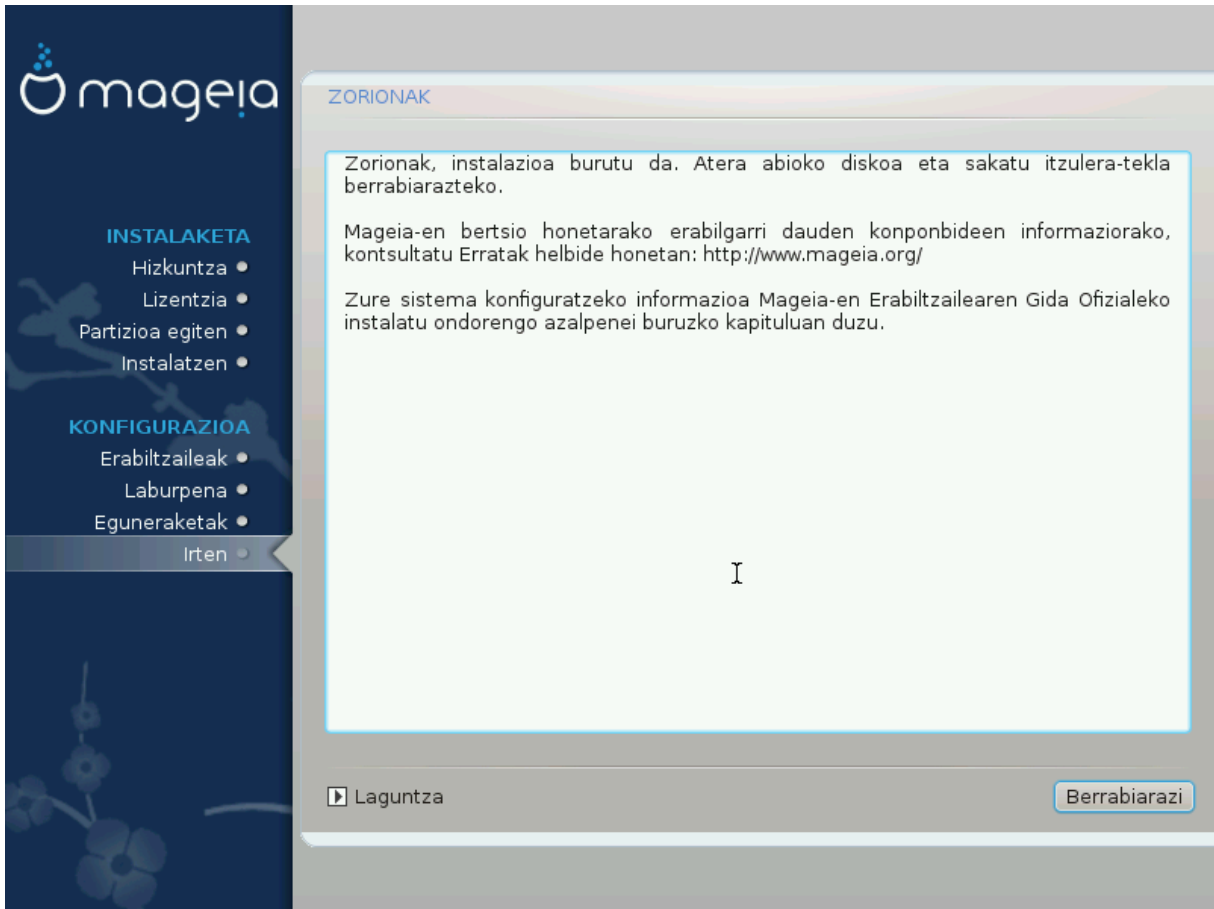 mageia
INSTALAKETA
Hizkuntza
Lizentzia
Partizioa egiten
Instalatzen
KONFIGURAZIOA
Erabiltzaileak
Laburpena
Eguneraketak
Irten
ZORIONAK
Zorionak, instalazioa burutu da. Atera abioko diskoa eta sakatu itzulera-tekla
berrabiarazteko.
Mageia-en bertsio honetarako erabilgarri dauden konponbideen informaziorako,
kontsultatu Erratak helbide honetan: http://www.mageia.org/
Zure sistema konfiguratzeko informazioa Mageia-en Erabiltzailearen Gida Ofizialeko
instalatu ondorengo azalpenei buruzko kapituluan duzu.
Laguntza
Berrabiarazi